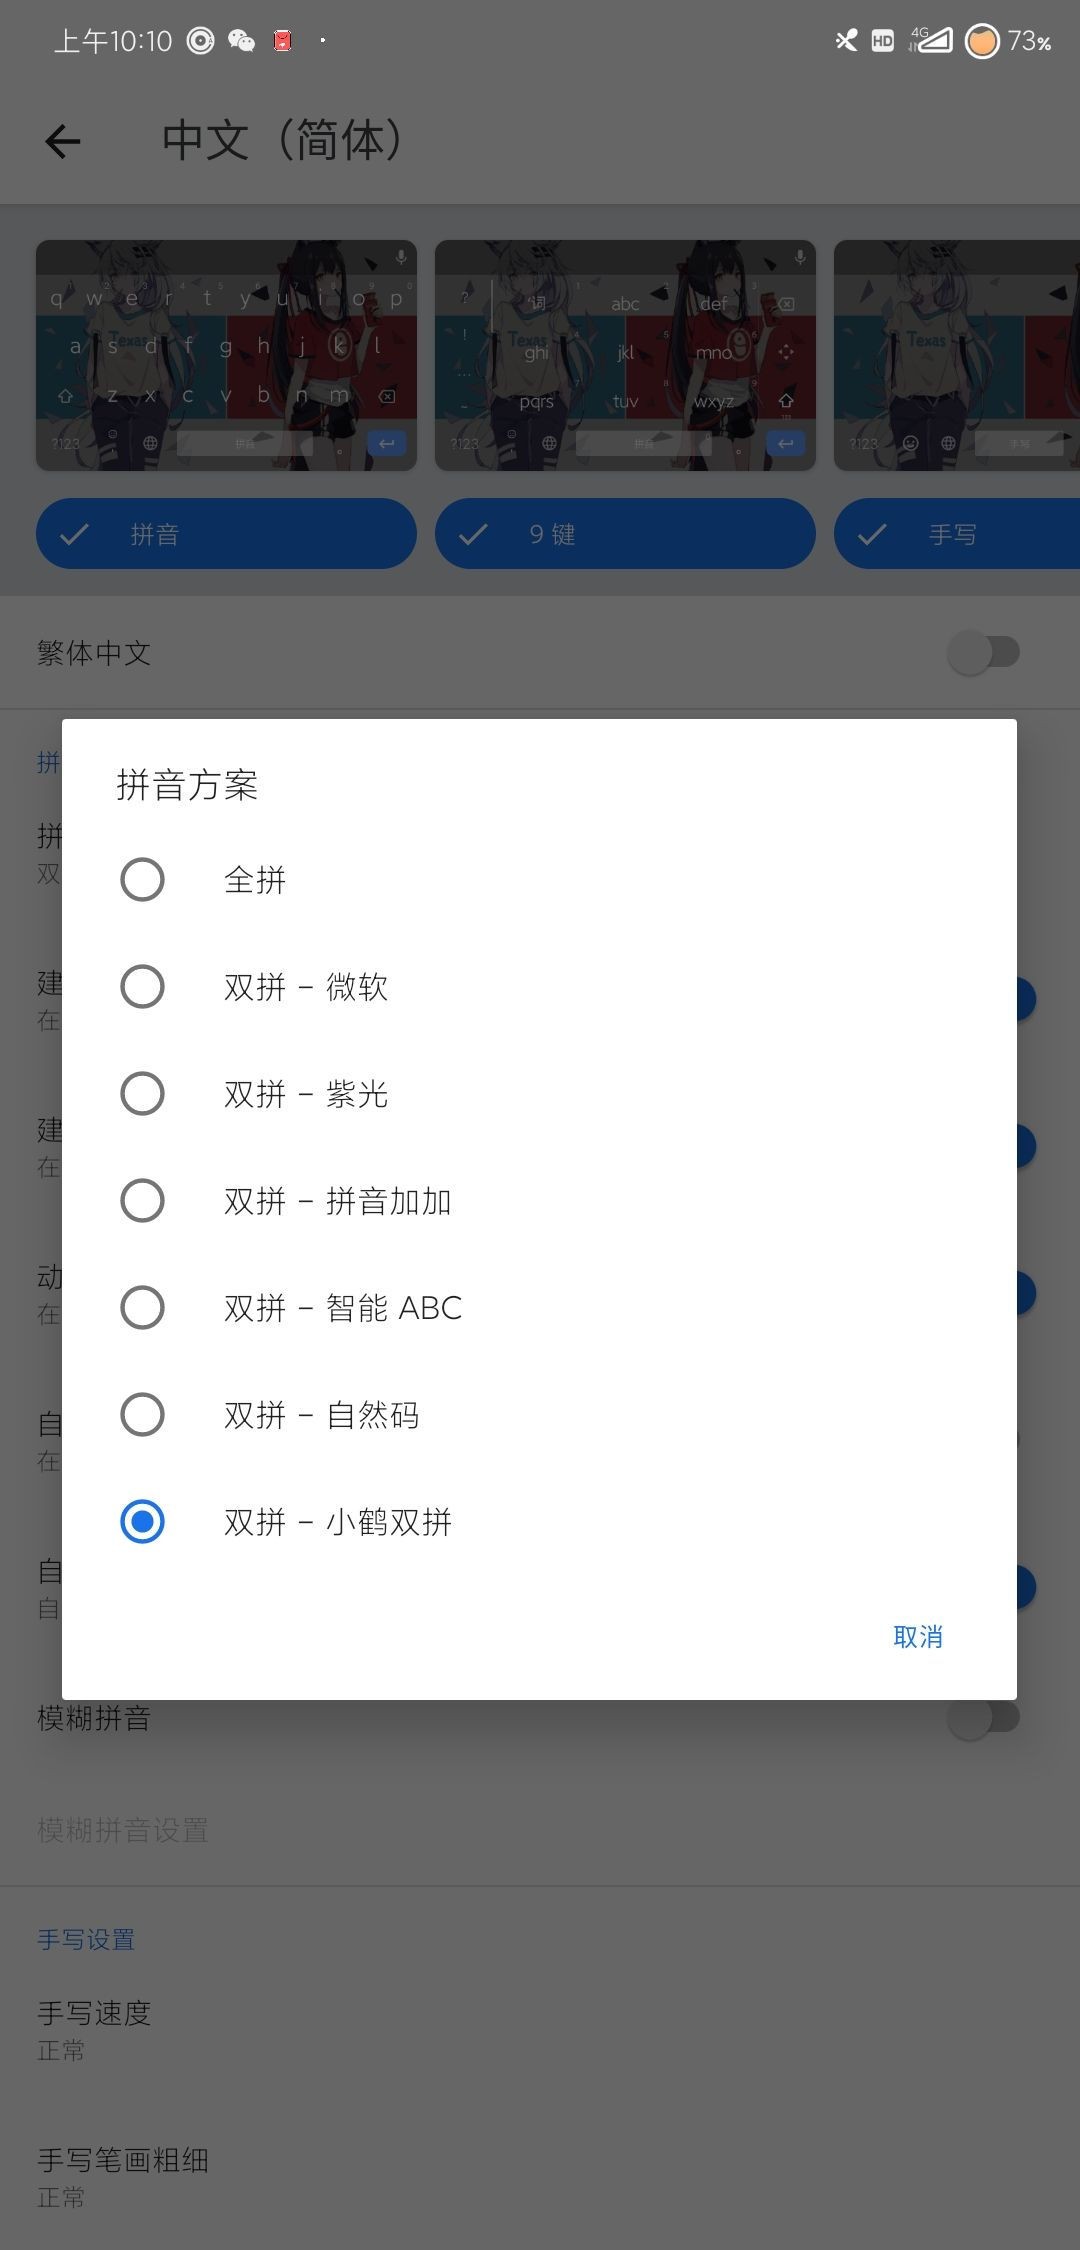 上午10:10
HD
4G
73%
中文（简体）
q w e r t y u i o p
a s d f g h j k l
z x c v b n m
?123
拼音
Texas
词 abc def
ghi jkl mno
pqrs tuv wxyz
?123
拼音
Texas
?123
手写
Texas
拼音
9 键
手写
繁体中文
拼
拼
双
建
在
建
在
动
在
自
在
自
自
拼音方案
全拼
双拼 – 微软
双拼 – 紫光
双拼 – 拼音加加
双拼 – 智能 ABC
双拼 – 自然码
双拼 – 小鹤双拼
取消
模糊拼音
模糊拼音设置
手写设置
手写速度
正常
手写笔画粗细
正常